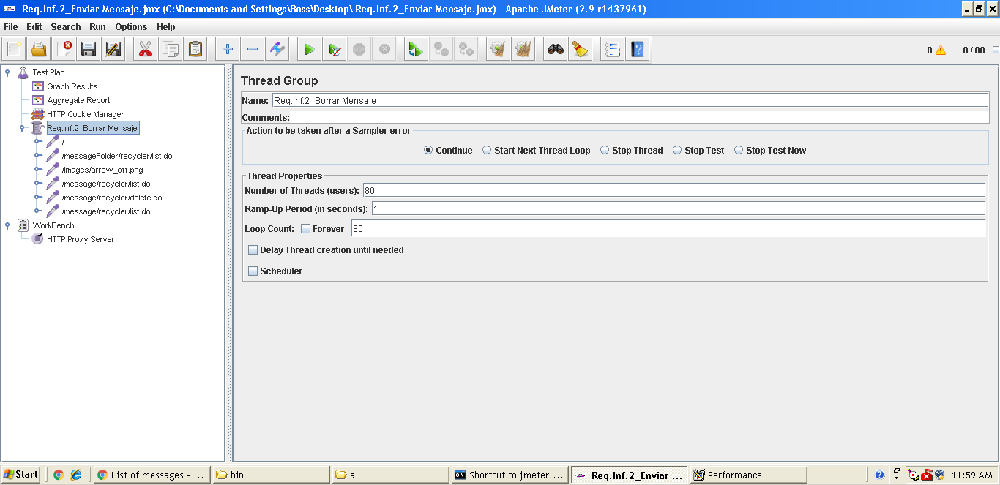 Req.Inf.2_Enviar Mensaje.jmx (C:\Documents and Settings\Boss\Desktop\ Req.Inf.2_Enviar Mensaje.jmx) - Apache JMeter (2.9 r1437961)
File Edit Search Run Options Help
0 0 / 80
Test Plan
Graph Results
Aggregate Report
HTTP Cookie Manager
Req.Inf.2_Borrar Mensaje
/
/messageFolder/recycler/list.do
/images/arrow_off.png
/message/recycler/list.do
/message/recycler/delete.do
/message/recycler/list.do
WorkBench
HTTP Proxy Server
Thread Group
Name: Req.Inf.2_Borrar Mensaje
Comments:
Action to be taken after a Sampler error
Continue Start Next Thread Loop Stop Thread Stop Test Stop Test Now
Thread Properties
Number of Threads (users): 80
Ramp-Up Period (in seconds): 1
Loop Count: Forever 80
Delay Thread creation until needed
Scheduler
Start List of messages - ... bin a Shortcut to jmeter.... Req.Inf.2_Enviar ... Performance 11:59 AM